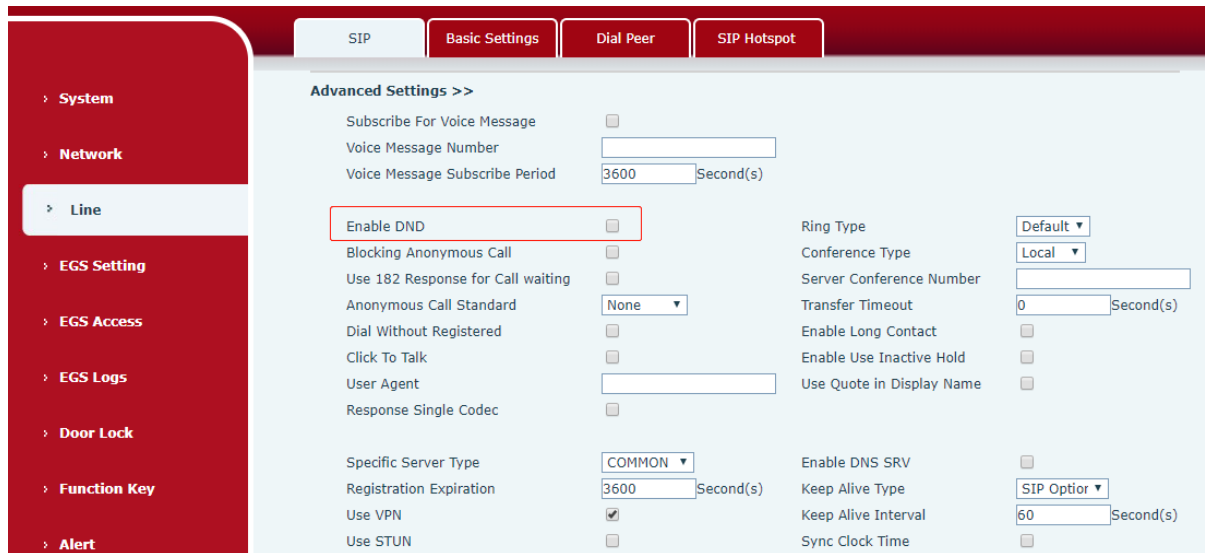 SIP
Basic Settings
Dial Peer
SIP Hotspot
› System
› Network
› Line
› EGS Setting
› EGS Access
› EGS Logs
› Door Lock
› Function Key
› Alert
Advanced Settings >>
Subscribe For Voice Message
Voice Message Number
Voice Message Subscribe Period 3600 Second(s)
Enable DND
Blocking Anonymous Call
Use 182 Response for Call waiting
Anonymous Call Standard None
Dial Without Registered
Click To Talk
User Agent
Response Single Codec
Ring Type Default
Conference Type Local
Server Conference Number
Transfer Timeout 0 Second(s)
Enable Long Contact
Enable Use Inactive Hold
Use Quote in Display Name
Specific Server Type COMMON
Registration Expiration 3600 Second(s)
Use VPN
Use STUN
Enable DNS SRV
Keep Alive Type SIP Option
Keep Alive Interval 60 Second(s)
Sync Clock Time